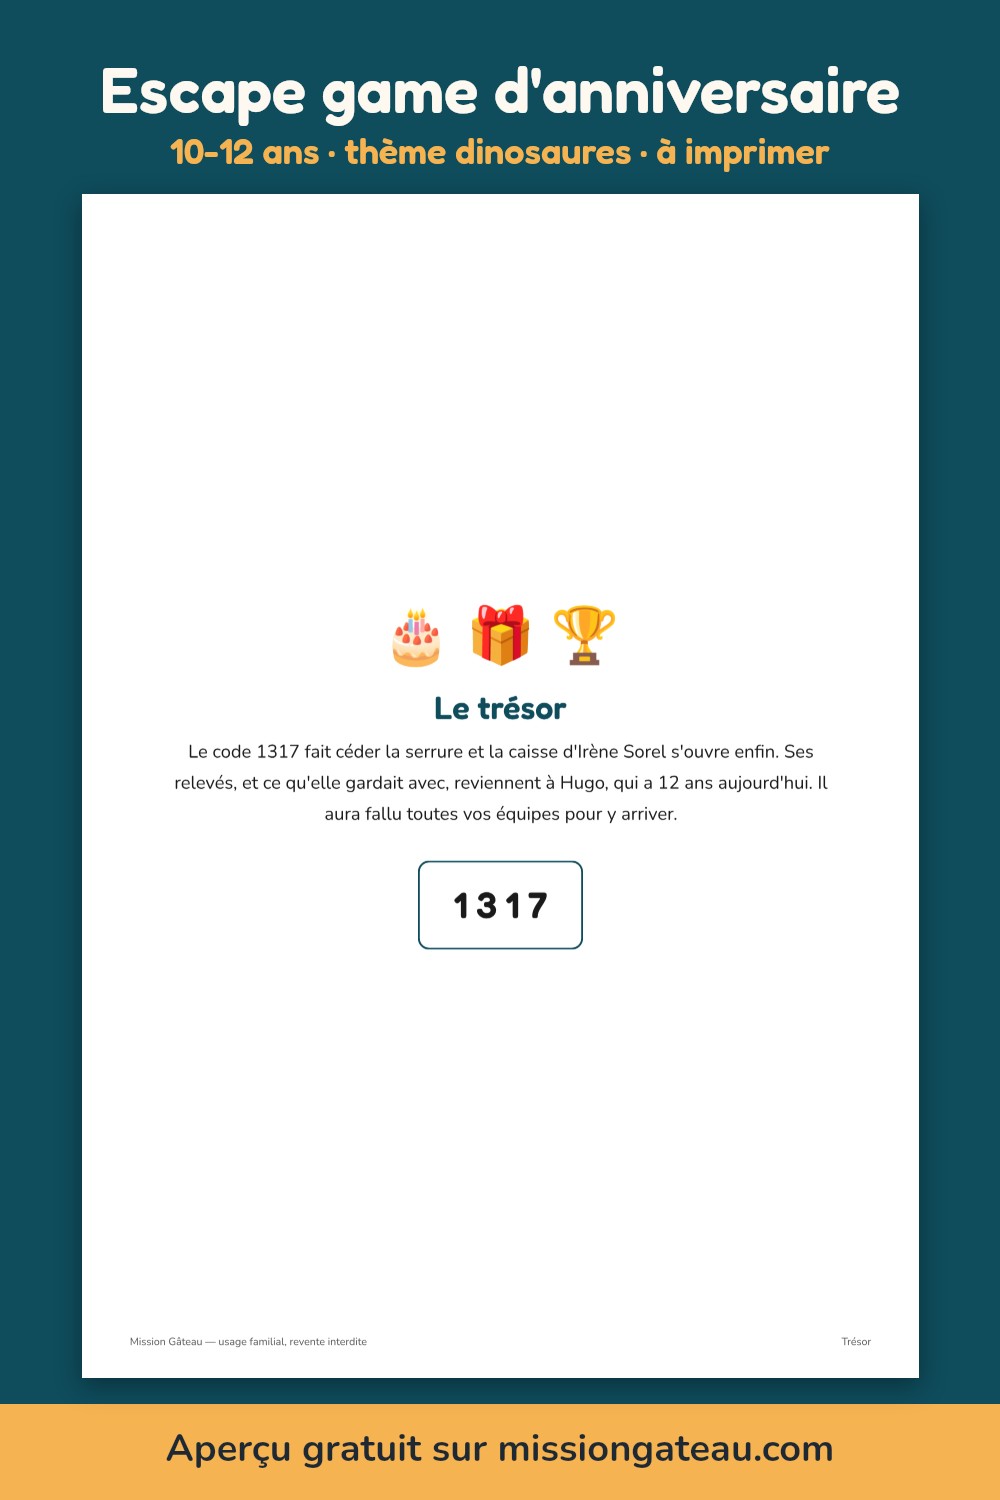 Escape game d'anniversaire
10-12 ans · thème dinosaures · à imprimer
Le trésor
Le code 1317 fait céder la serrure et la caisse d'Irène Sorel s'ouvre enfin. Ses
relevés, et ce qu'elle gardait avec, reviennent à Hugo, qui a 12 ans aujourd'hui. Il
aura fallu toutes vos équipes pour y arriver.
1317
Mission Gâteau — usage familial, revente interdite
Trésor
Aperçu gratuit sur missiongateau.com